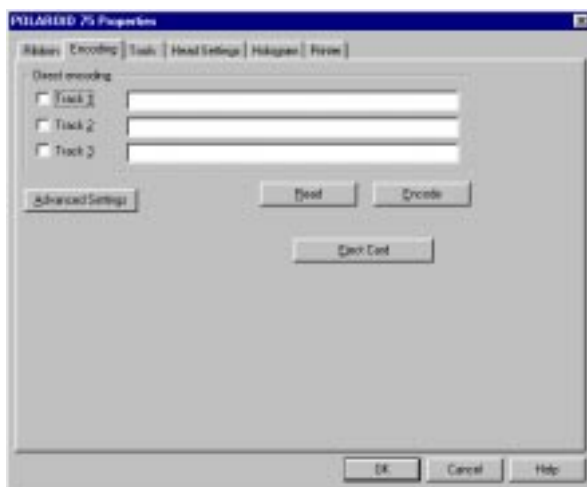 POLAROID 75 Properties
Ribbon Encoding Tools Head Settings Hologram Printer
Direct encoding
Track 1
Track 2
Track 3
Advanced Settings Read Encode
Eject Card
OK Cancel Help